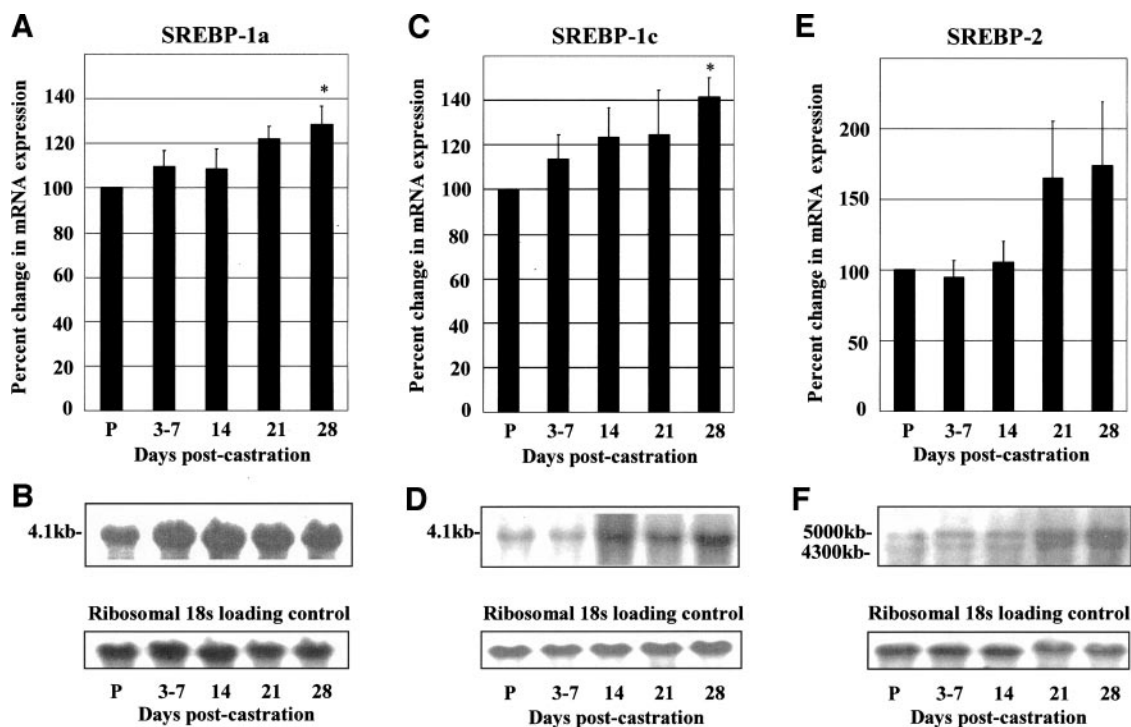 A
SREBP-1a
Percent change in mRNA expression
140
120
100
80
60
40
20
0
*
P 3-7 14 21 28
Days post-castration
C
SREBP-1c
Percent change in mRNA expression
140
120
100
80
60
40
20
0
*
P 3-7 14 21 28
Days post-castration
E
SREBP-2
Percent change in mRNA expression
200
150
100
50
0
P 3-7 14 21 28
Days post-castration
B
4.1kb-
Ribosomal 18s loading control
P 3-7 14 21 28
Days post-castration
D
4.1kb-
Ribosomal 18s loading control
P 3-7 14 21 28
Days post-castration
F
5000kb-
4300kb-
Ribosomal 18s loading control
P 3-7 14 21 28
Days post-castration